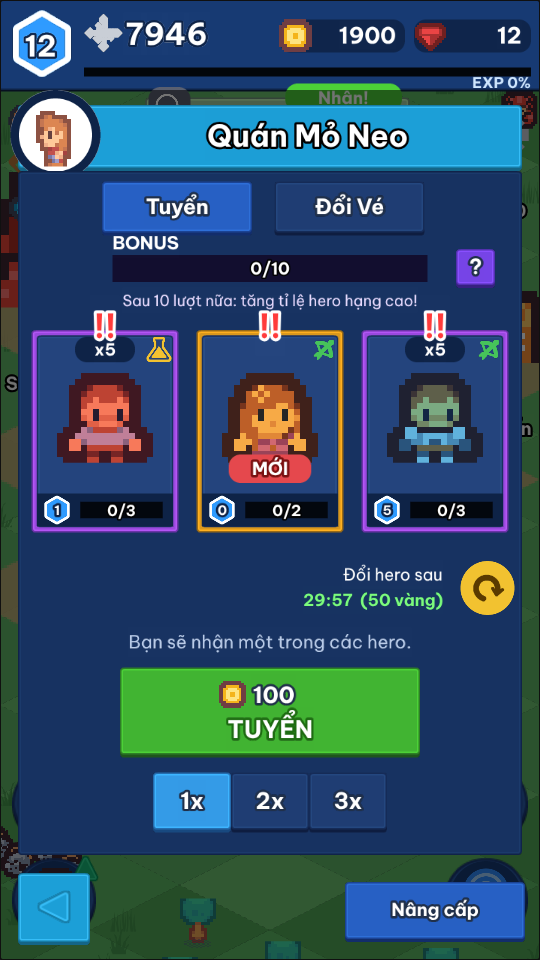 12
7946
1900
12
EXP 0%
Nhân!
Quán Mỏ Neo
Tuyển
Đổi Vé
BONUS
0/10
?
Sau 10 lượt nữa: tăng tỉ lệ hero hạng cao!
!!
!!
!!
x5
x5
MỚI
1
0/3
0
0/2
5
0/3
Đổi hero sau
29:57 (50 vàng)
Bạn sẽ nhận một trong các hero.
100
TUYỂN
1x
2x
3x
Nâng cấp